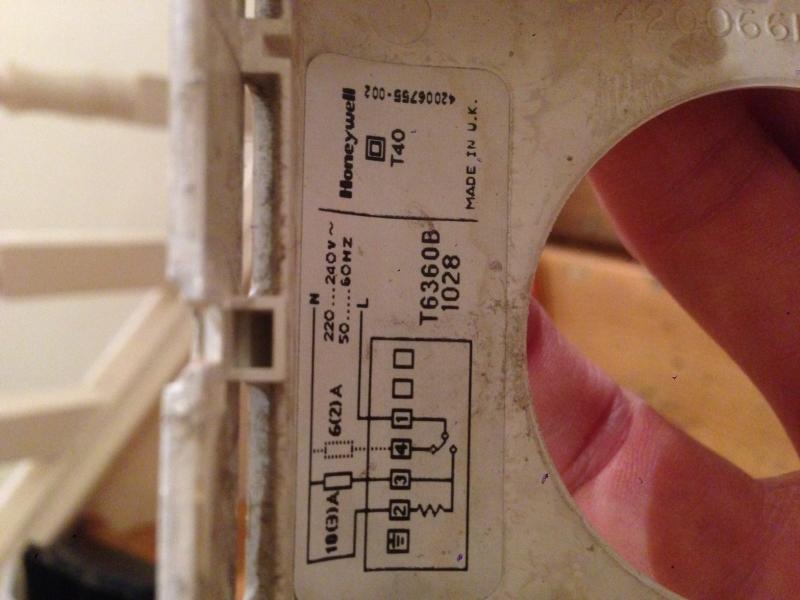 Honeywell
T40
42006755-002
MADE IN U.K.
N
220...240V~
50.....60HZ
L
T6360B
1028
6(2)A
10(3)A
1
4
3
2